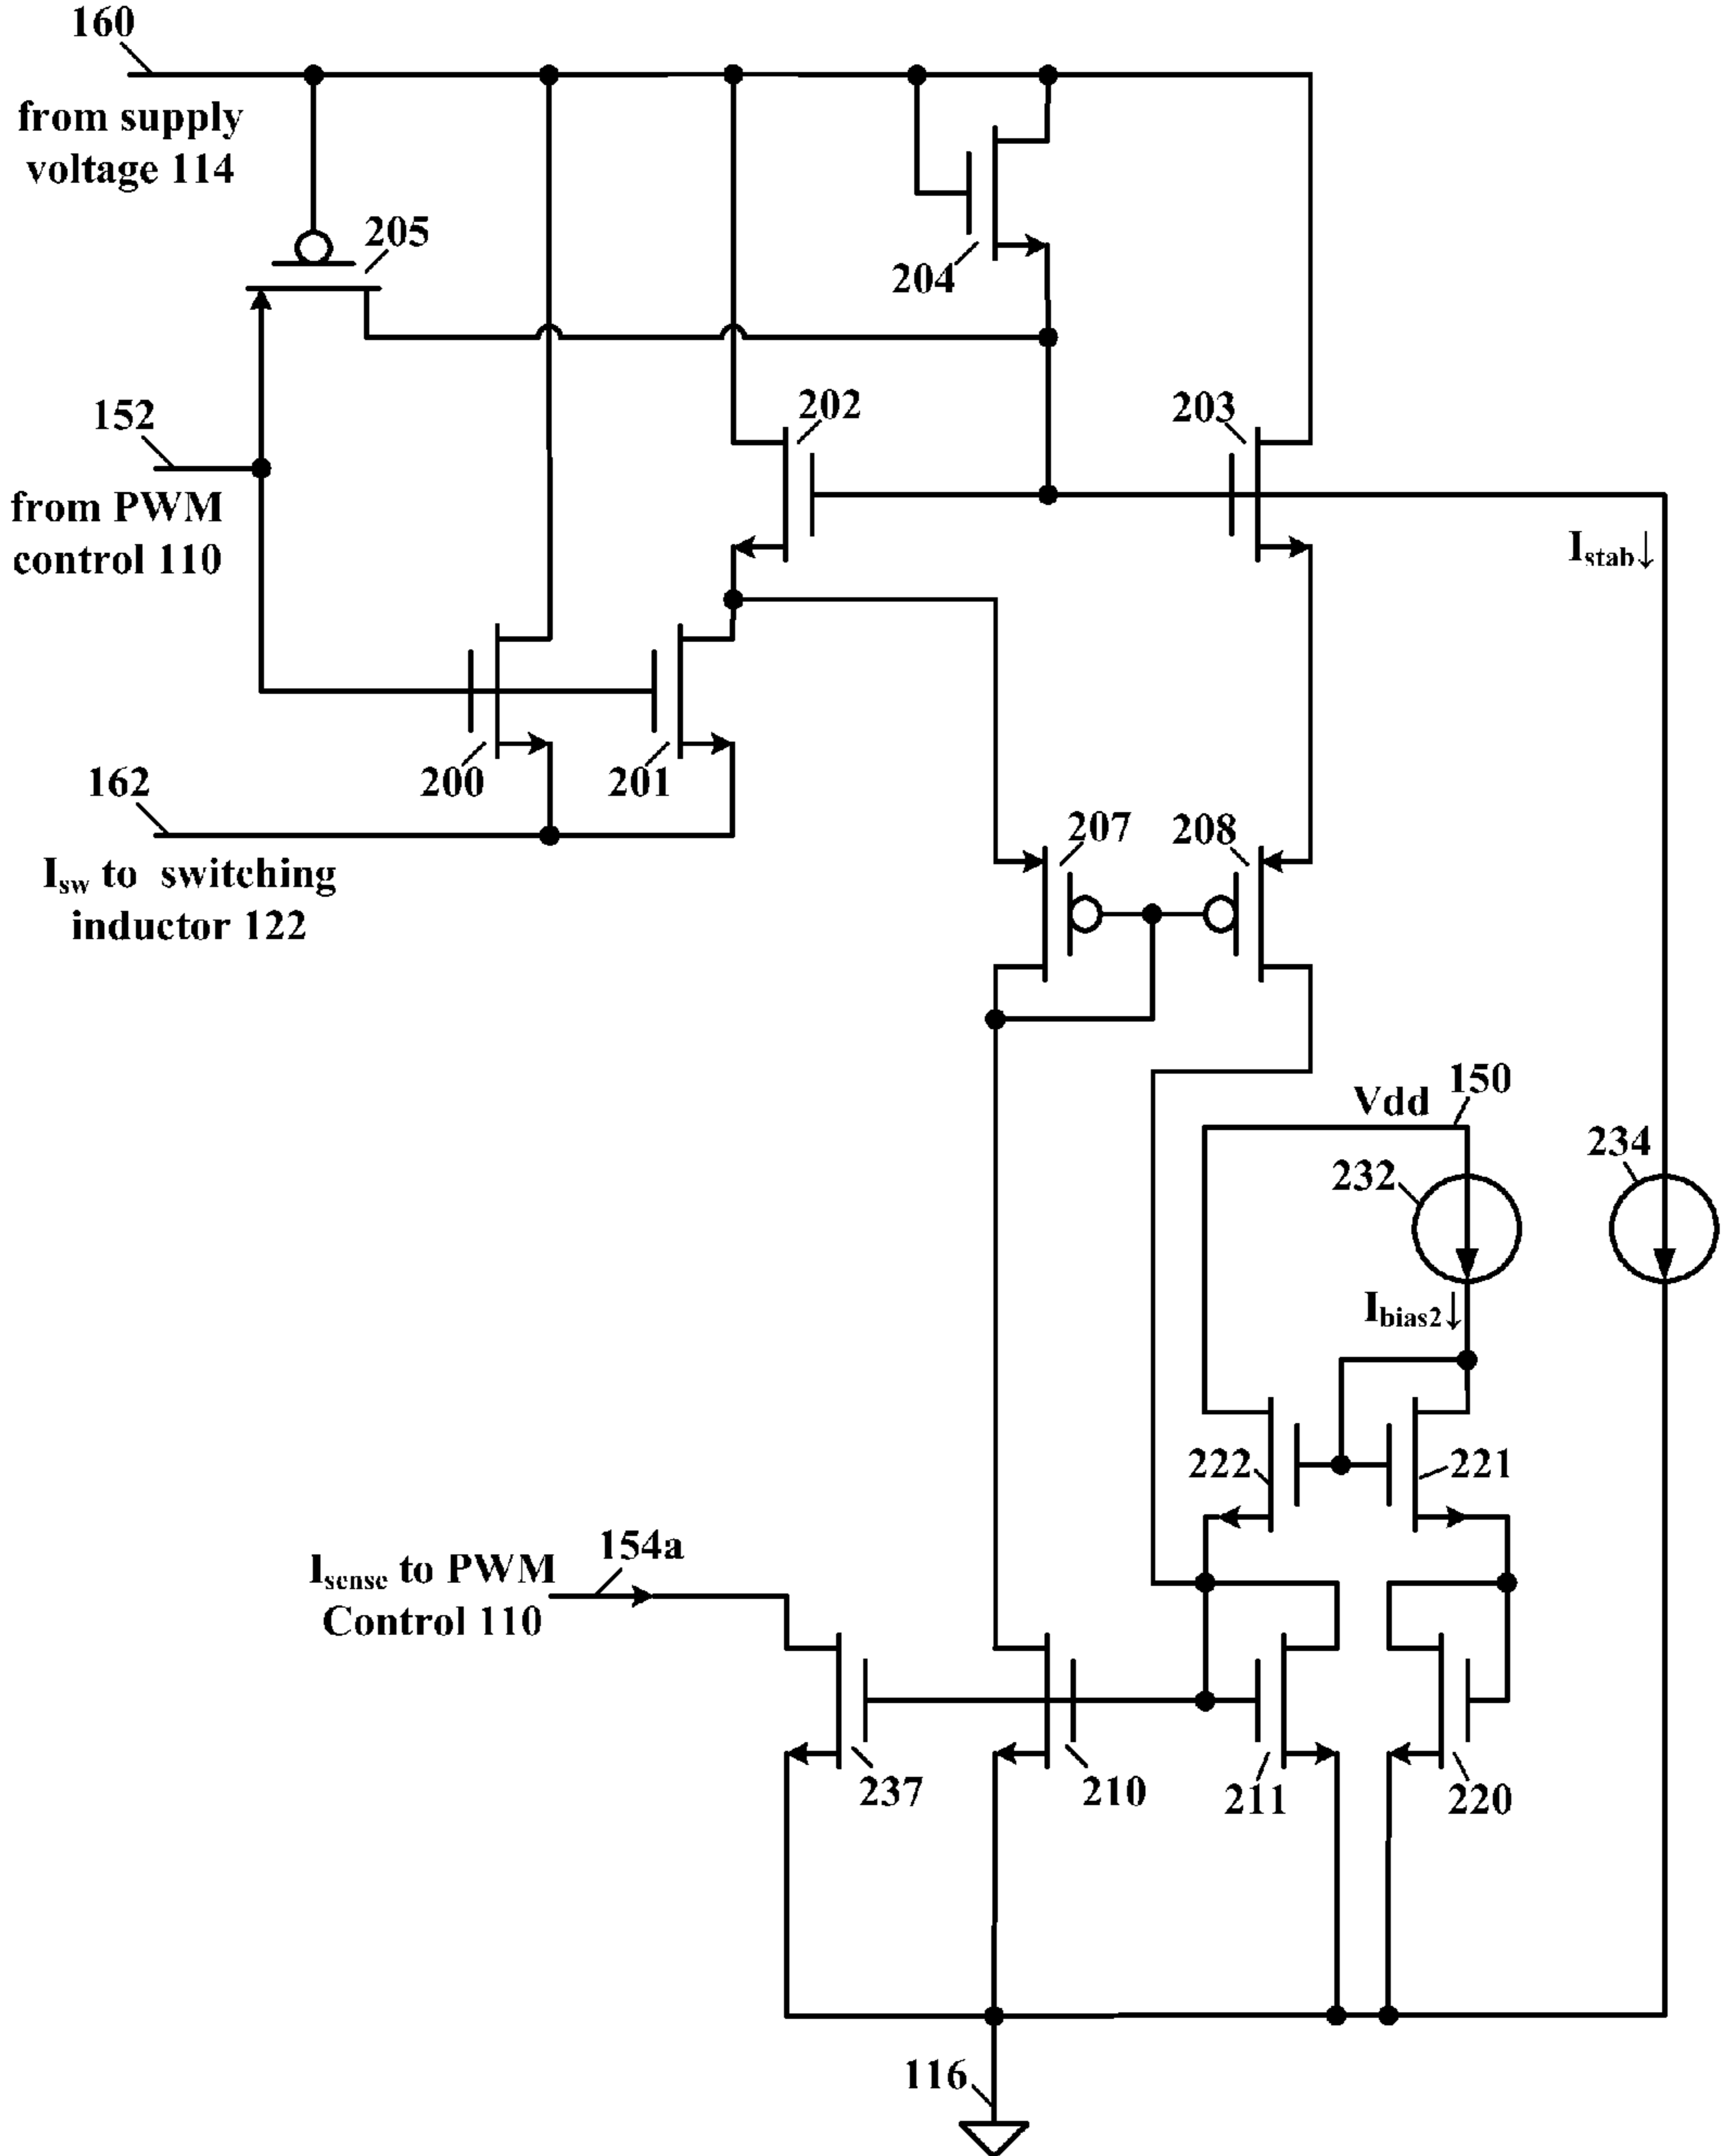 160
from supply
voltage 114
205
204
152
202
203
from PWM
control 110
Istab↓
200
201
162
207
208
Isw to switching
inductor 122
Vdd
150
234
232
Ibias2↓
222
221
Isense to PWM
Control 110
154a
237
210
211
220
116